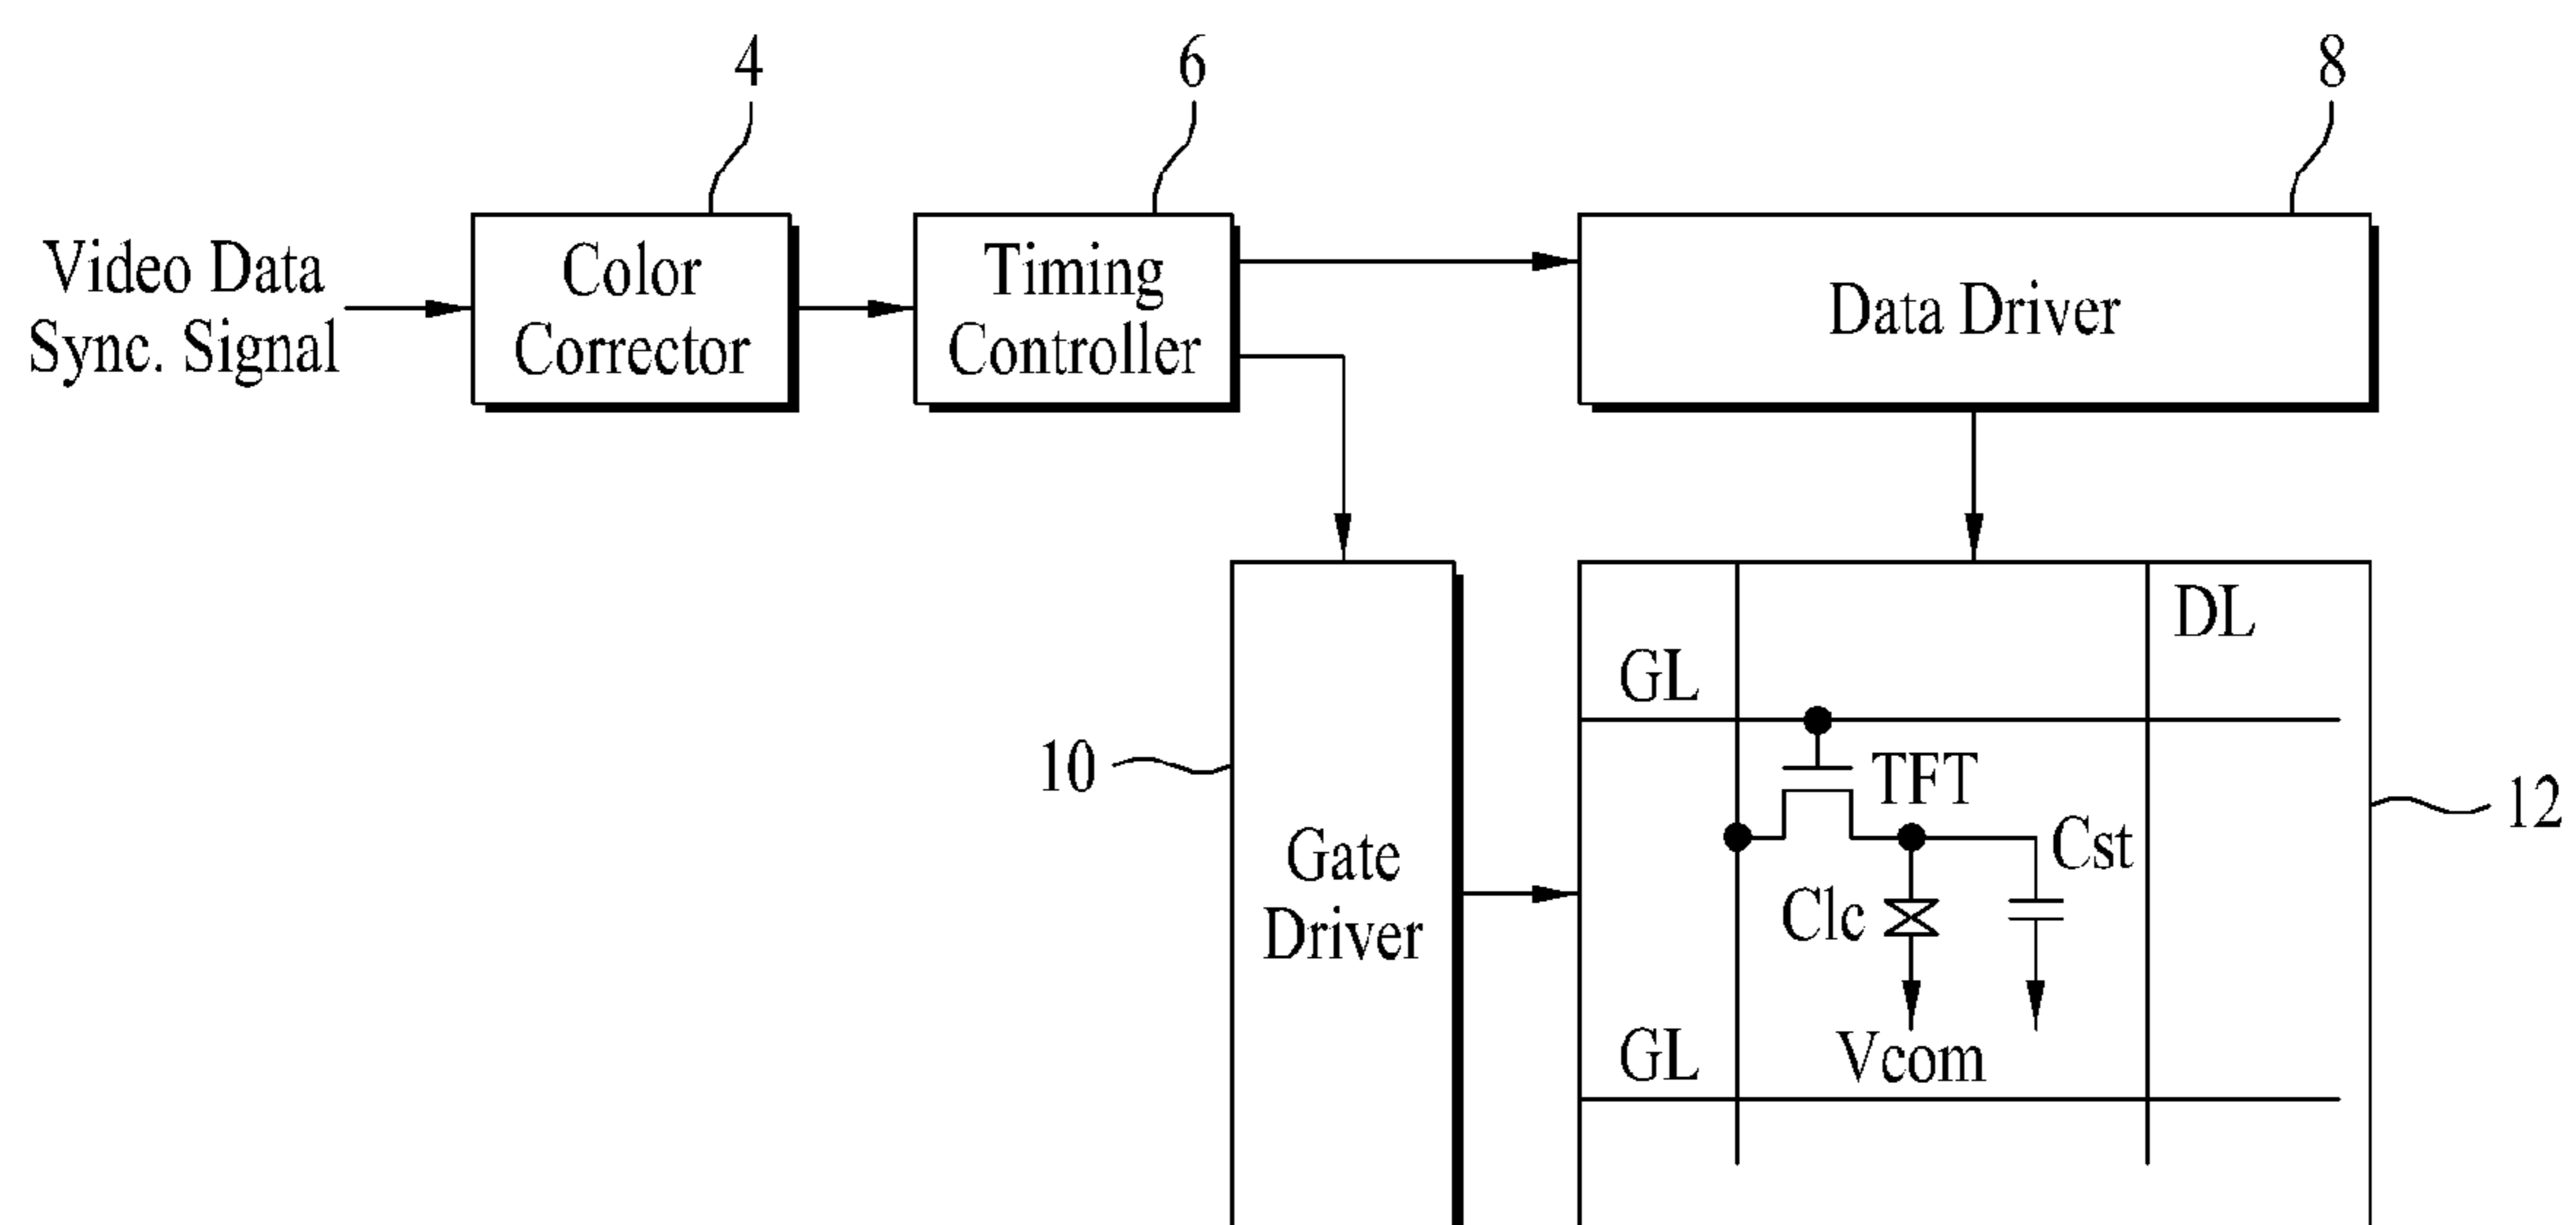 4
6
8
Video Data
Sync. Signal
Color
Corrector
Timing
Controller
Data Driver
DL
GL
TFT
10
12
Cst
Gate
Driver
Clc
Vcom
GL